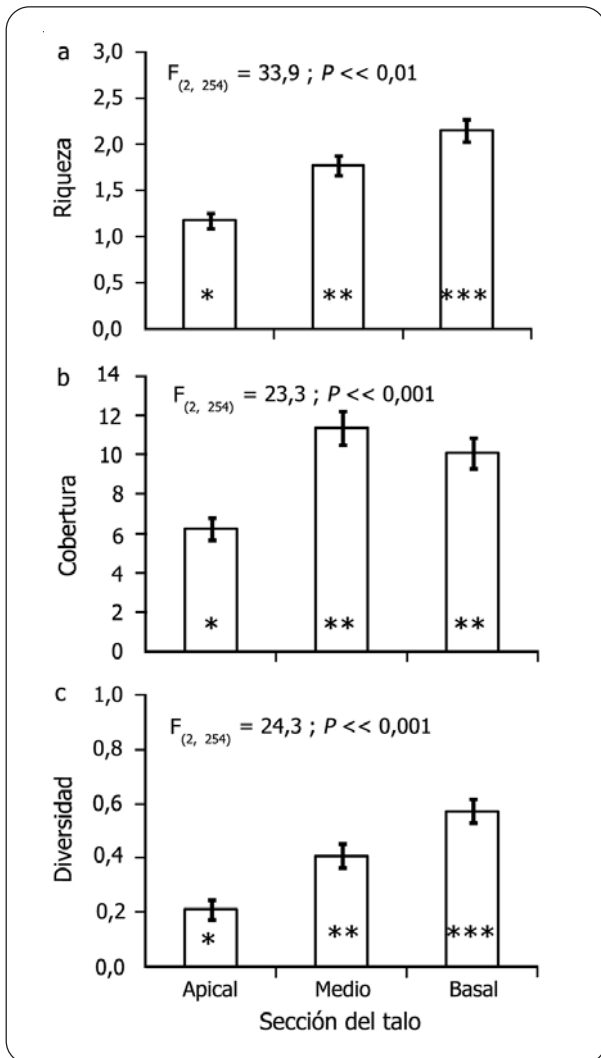 a
Riqueza
3,0
2,5
2,0
1,5
1,0
0,5
0,0
F(2, 254) = 33,9 ; P << 0,01
* ** ***
b
Cobertura
14
12
10
8
6
4
2
0
F(2, 254) = 23,3 ; P << 0,001
* ** **
c
Diversidad
1,0
0,8
0,6
0,4
0,2
0,0
F(2, 254) = 24,3 ; P << 0,001
* ** ***
Apical Medio Basal
Sección del talo